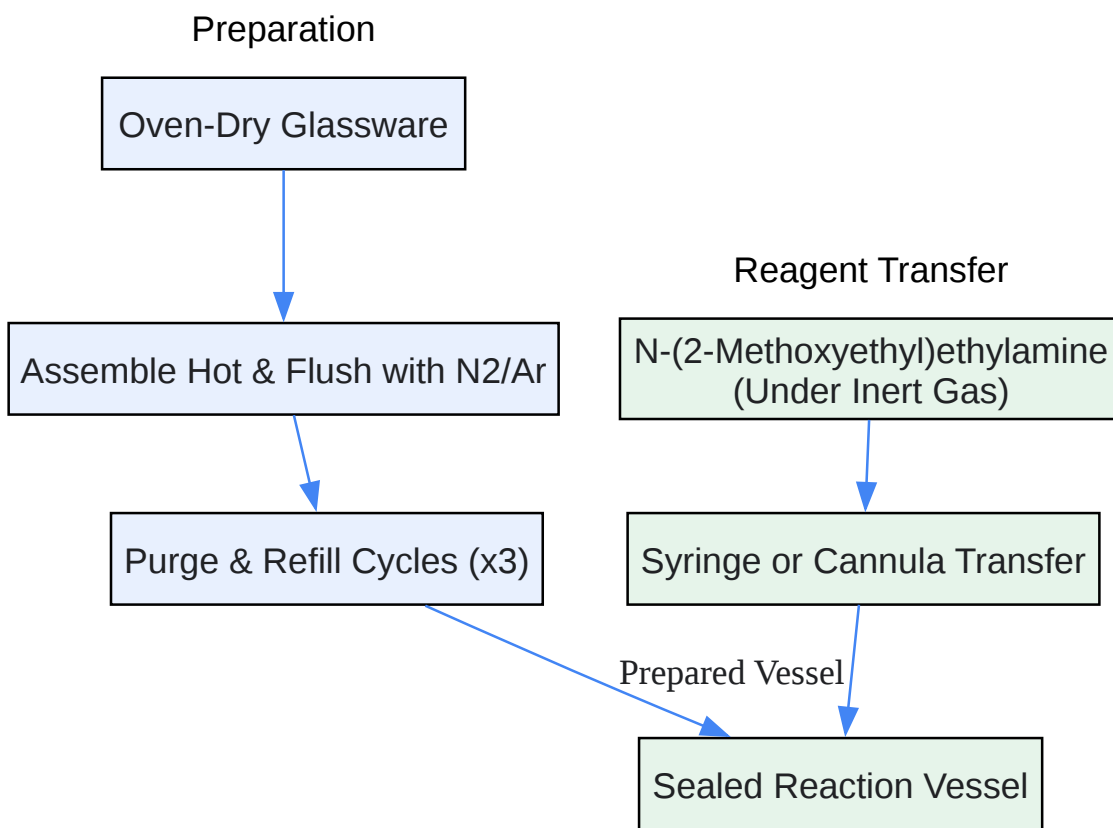 Preparation
Oven-Dry Glassware
Assemble Hot & Flush with N2/Ar
Purge & Refill Cycles (x3)
Reagent Transfer
N-(2-Methoxyethyl)ethylamine
(Under Inert Gas)
Syringe or Cannula Transfer
Prepared Vessel
Sealed Reaction Vessel